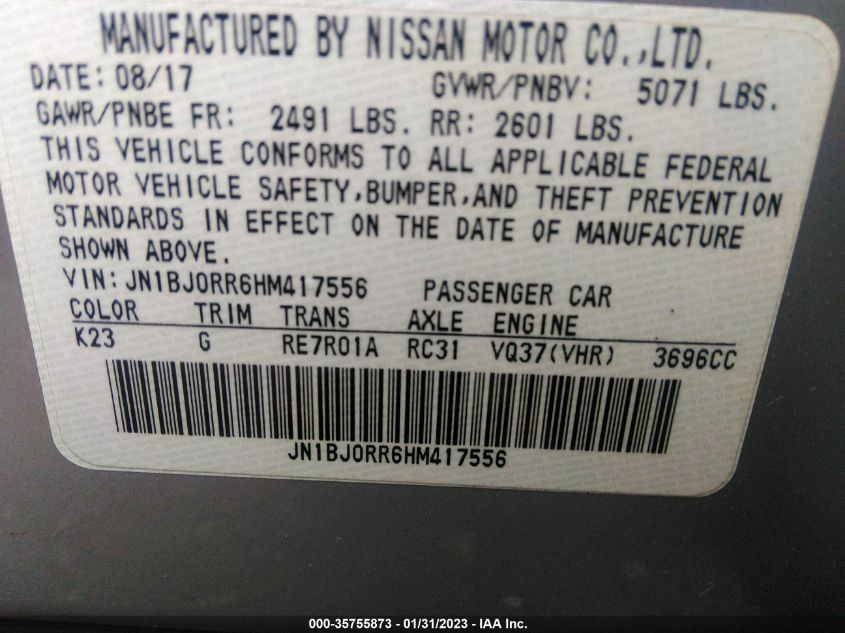 MANUFACTURED BY NISSAN MOTOR CO.,LTD.
DATE: 08/17 GVWR/PNBV: 5071 LBS.
GAWR/PNBE FR: 2491 LBS. RR: 2601 LBS.
THIS VEHICLE CONFORMS TO ALL APPLICABLE FEDERAL
MOTOR VEHICLE SAFETY,BUMPER,AND THEFT PREVENTION
STANDARDS IN EFFECT ON THE DATE OF MANUFACTURE
SHOWN ABOVE.
VIN:JN1BJ0RR6HM417556 PASSENGER CAR
COLOR TRIM TRANS AXLE ENGINE
K23 G RE7R01A RC31 VQ37(VHR) 3696CC
JN1BJ0RR6HM417556
000-35755873 - 01/31/2023 - IAA Inc.